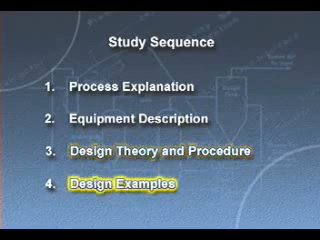 Study Sequence
1. Process Explanation
2. Equipment Description
3. Design Theory and Procedure
4. Design Examples